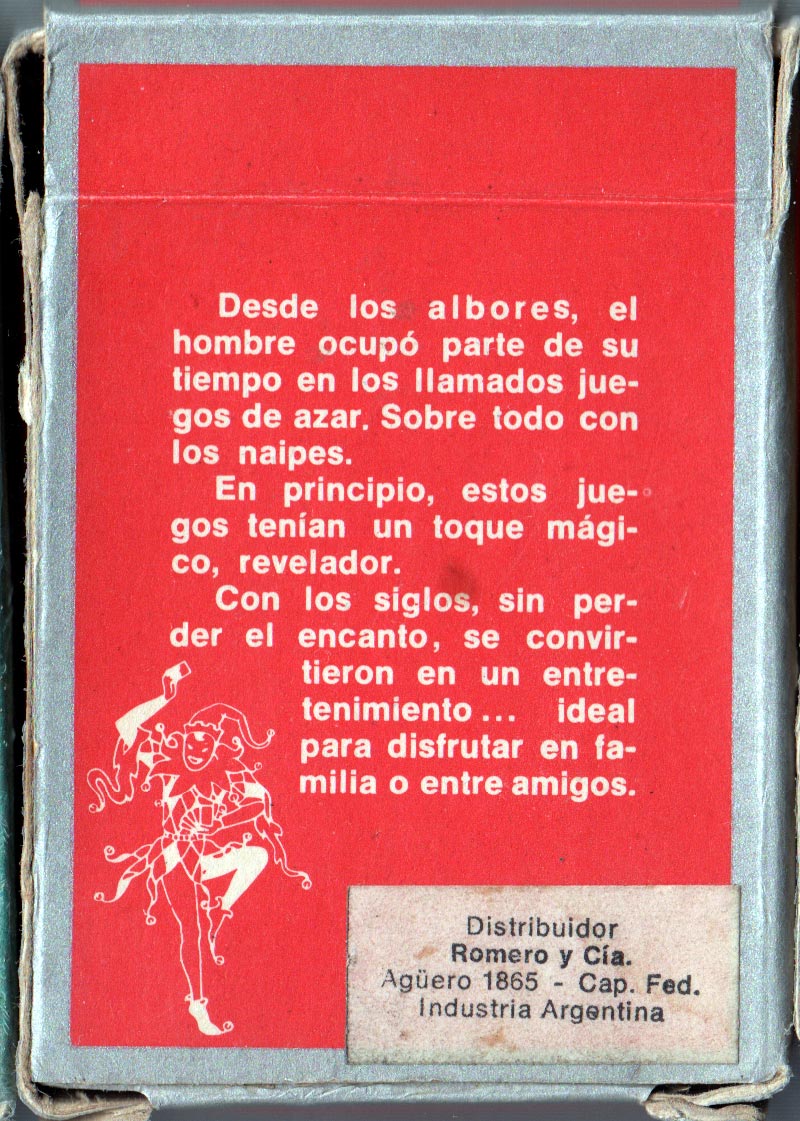 Desde los albores, el
hombre ocupó parte de su
tiempo en los llamados jue-
gos de azar. Sobre todo con
los naipes.
En principio, estos jue-
gos tenían un toque mági-
co, revelador.
Con los siglos, sin per-
der el encanto, se convir-
tieron en un entre-
tenimiento... ideal
para disfrutar en fa-
milia o entre amigos.
Distribuidor
Romero y Cía.
Agüero 1865 - Cap. Fed.
Industria Argentina